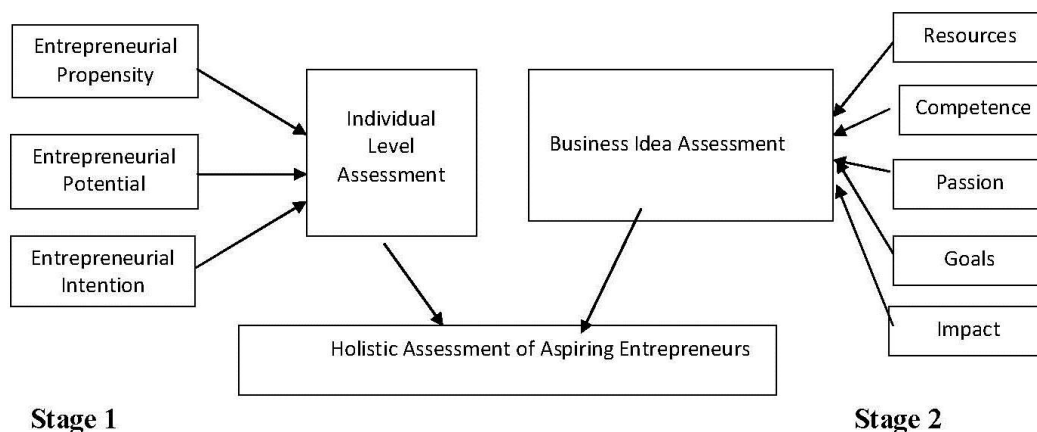 Entrepreneurial
Propensity
Entrepreneurial
Potential
Entrepreneurial
Intention
Individual
Level
Assessment
Business Idea Assessment
Resources
Competence
Passion
Goals
Impact
Holistic Assessment of Aspiring Entrepreneurs
Stage 1
Stage 2